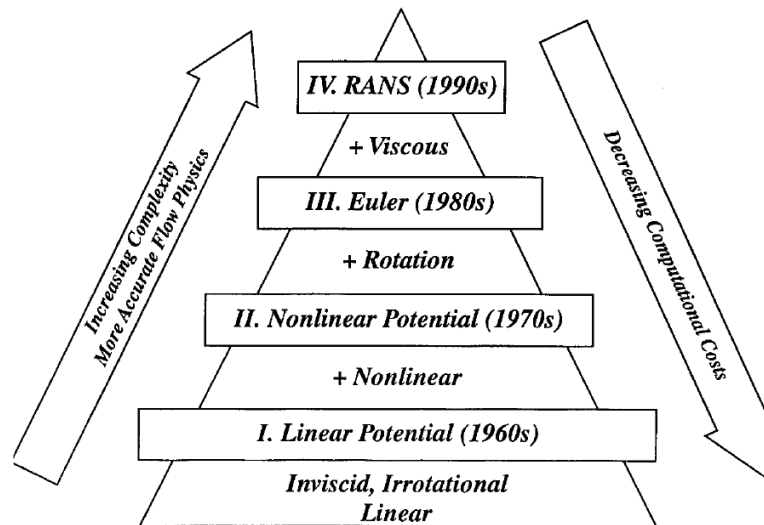 IV. RANS (1990s)
+ Viscous
III. Euler (1980s)
+ Rotation
II. Nonlinear Potential (1970s)
+ Nonlinear
I. Linear Potential (1960s)
Inviscid, Irrotational
Linear
Increasing Complexity
More Accurate Flow Physics
Decreasing Computational Costs